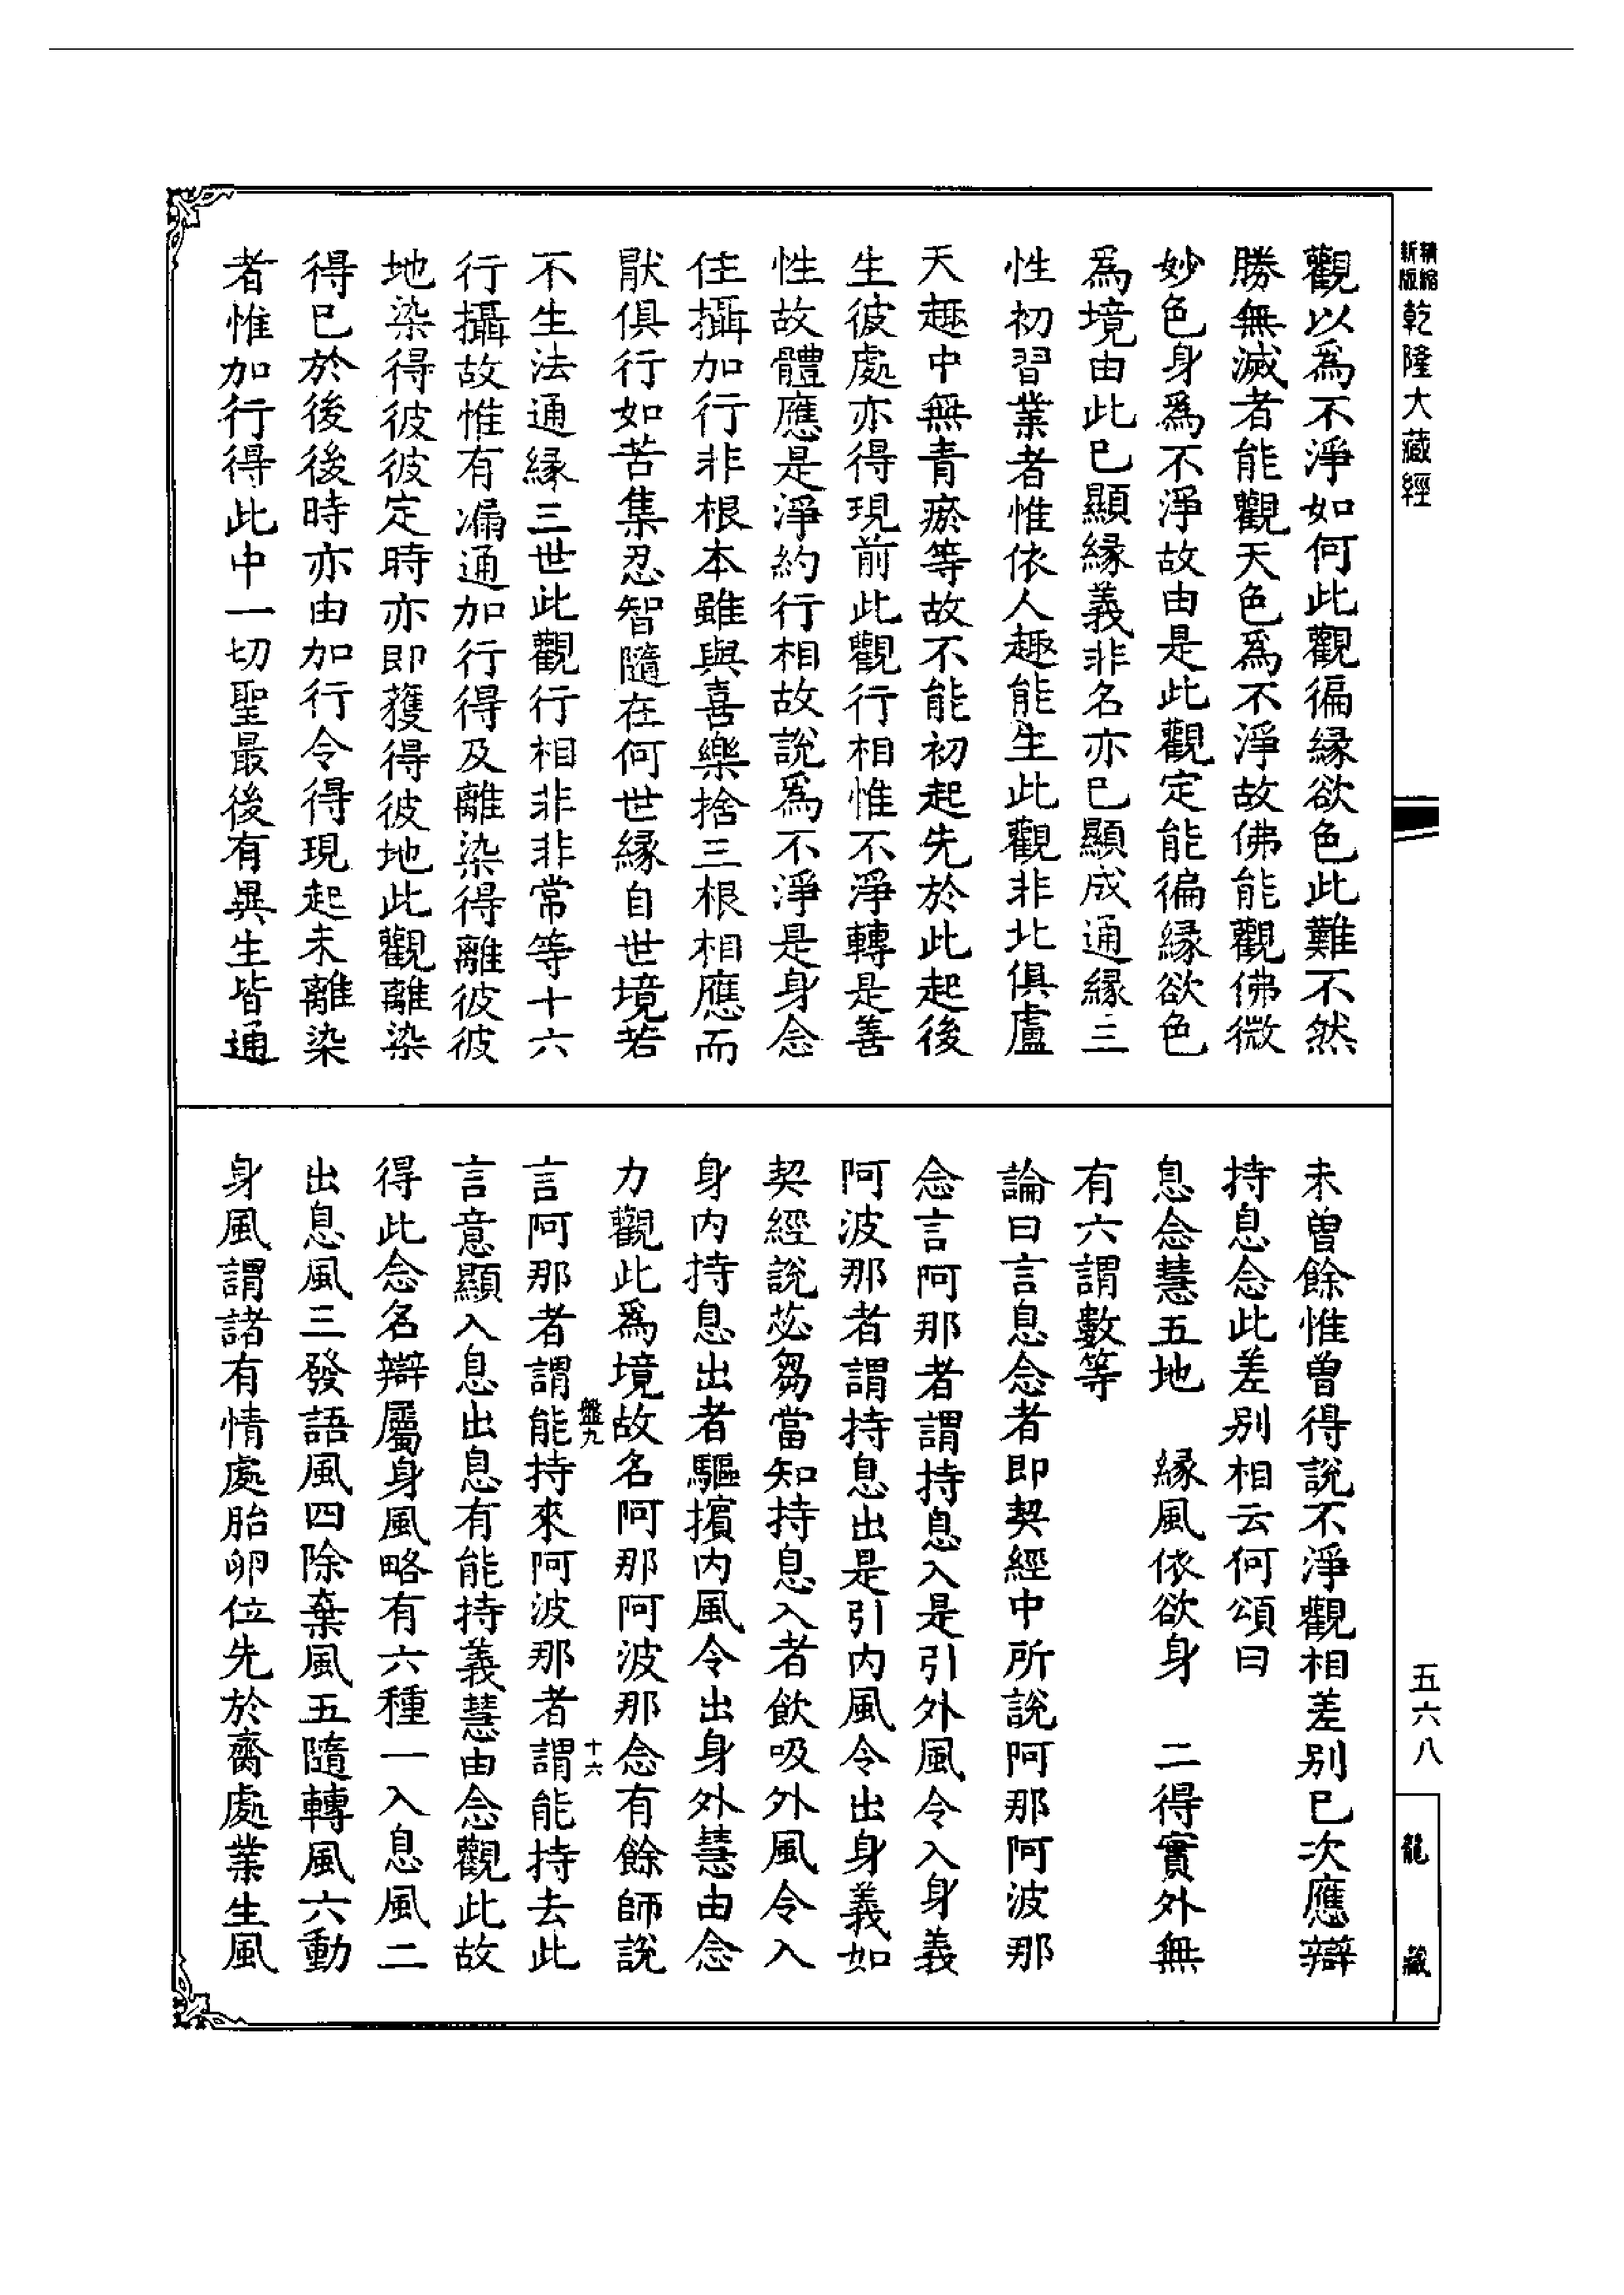 新版精縮乾隆大藏經
觀以為不淨如何此觀徧緣欲色此難不然
勝無滅者能觀天色為不淨故佛能觀佛微
妙色身為不淨故由是此觀定能徧緣欲色
為境由此已顯緣義非名亦已顯成通緣三
性初習業者惟依人趣能生此觀非北俱盧
天趣中無青瘀等故不能初起先於此起後
生彼處亦得現前此觀行相惟不淨轉是善
性故體應是淨約行相故說為不淨是身念
住攝加行非根本雖與喜樂捨三根相應而
厭俱行如苦集忍智隨在何世緣自世境若
不生法通緣三世此觀行相非非常等十六
行攝故惟有漏通加行得及離染得離彼彼
地染得彼彼定時亦即獲得彼地此觀離染
得已於後後時亦由加行令得現起未離染
者惟加行得此中一切聖最後有異生皆通
未曾餘惟曾得說不淨觀相差別已次應辯
持息念此差別相云何頌曰
息念慧五地　緣風依欲身　二得實外無
有六謂數等
論曰言息念者即契經中所說阿那阿波那
念言阿那者謂持息入是引外風令入身義
阿波那者謂持息出是引內風令出身義如
契經說苾芻當知持息入者飲吸外風令入
身內持息出者驅擯內風令出身外慧由念
力觀此為境故名阿那阿波那念有餘師說
盤九
十六
言阿那者謂能持來阿波那者謂能持去此
言意顯入息出息有能持義慧由念觀此故
得此念名辯屬身風略有六種一入息風二
出息風三發語風四除棄風五隨轉風六動
身風謂諸有情處胎卵位先於齎處業生風
五六八
龍藏